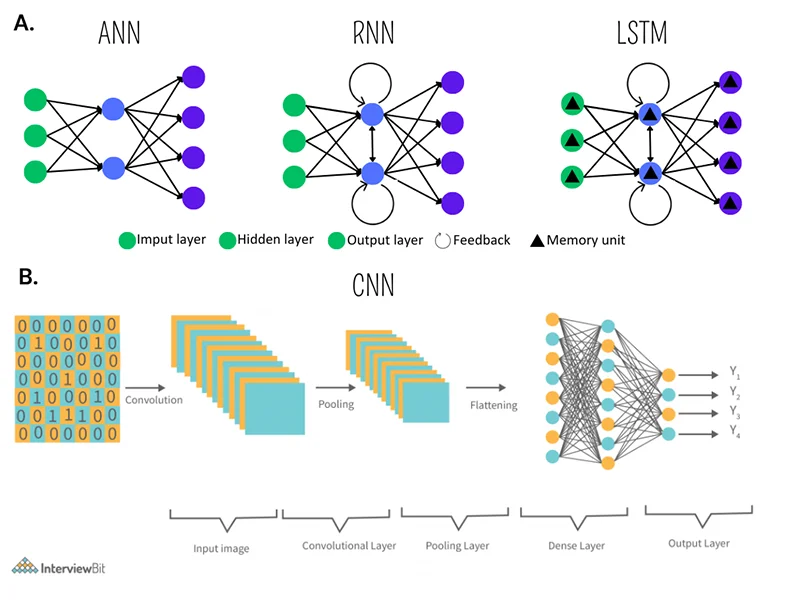 A.
ANN RNN LSTM
Imput layer Hidden layer Output layer Feedback Memory unit
B.
CNN
0 0 0 0 0 0 0
0 1 0 0 0 1 0
0 0 0 0 0 0 0
0 0 0 1 0 0 0
0 1 0 0 0 1 0
0 0 1 1 1 0 0
0 0 0 0 0 0 0
Convolution
Pooling
Flattening
Y1
Y2
Y3
Y4
Input image Convolutional Layer Pooling Layer Dense Layer Output Layer
InterviewBit